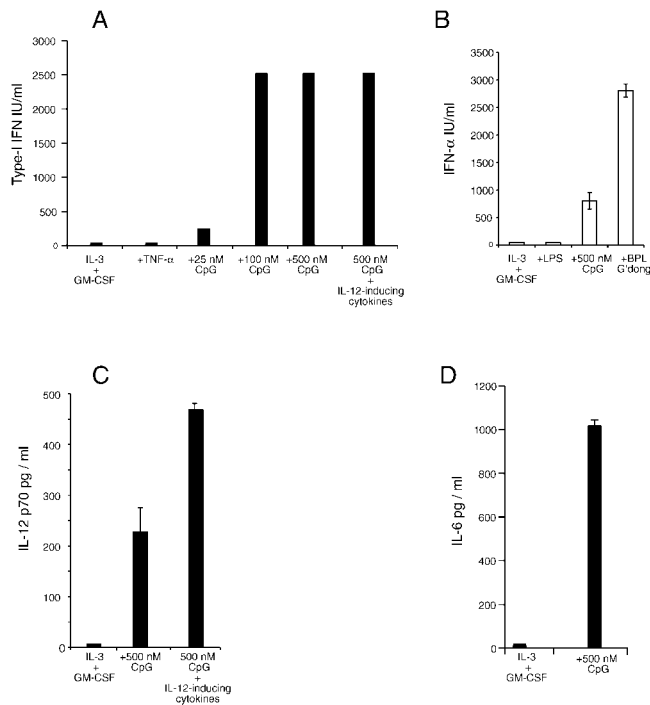 A
Type-I IFN IU/ml
3000
2500
2000
1500
1000
500
0
IL-3
+
GM-CSF
+TNF-α
+25 nM
CpG
+100 nM
CpG
+500 nM
CpG
500 nM
CpG
+
IL-12-inducing
cytokines
B
IFN-α IU/ml
3500
3000
2500
2000
1500
1000
500
0
IL-3
+
GM-CSF
+LPS
+500 nM
CpG
+BPL
G'dong
C
IL-12 p70 pg / ml
500
400
300
200
100
0
IL-3
+
GM-CSF
+500 nM
CpG
500 nM
CpG
+
IL-12-inducing
cytokines
D
IL-6 pg / ml
1200
1000
800
600
400
200
0
IL-3
+
GM-CSF
+500 nM
CpG